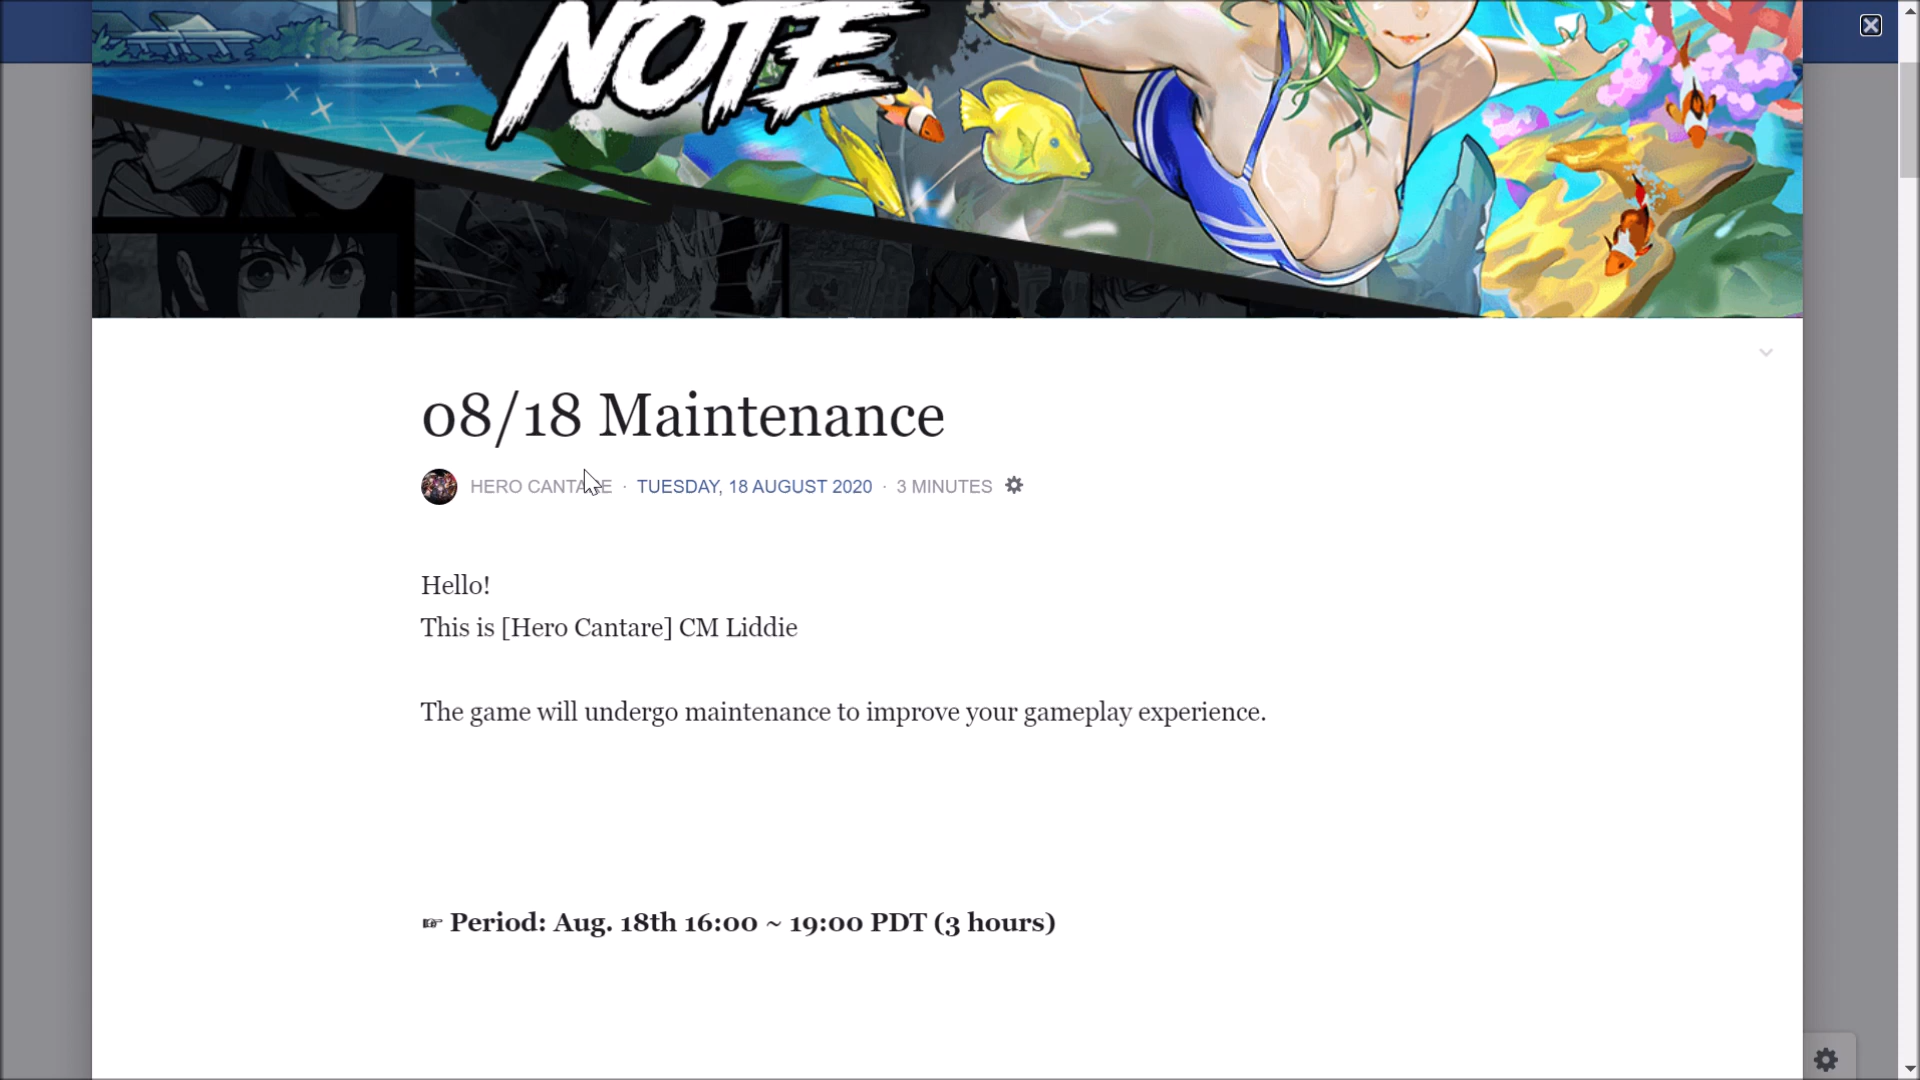 NOTE
08/18 Maintenance
HERO CANTARE · TUESDAY, 18 AUGUST 2020 · 3 MINUTES
Hello!
This is [Hero Cantare] CM Liddie
The game will undergo maintenance to improve your gameplay experience.
☞ Period: Aug. 18th 16:00 ~ 19:00 PDT (3 hours)